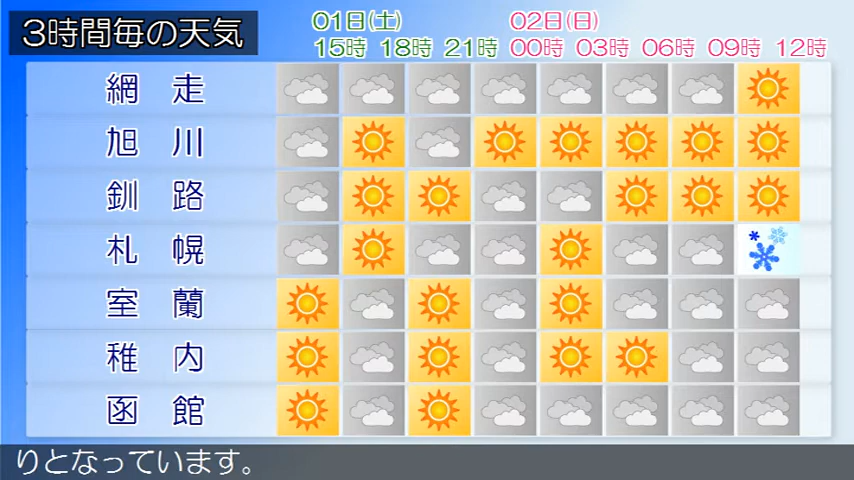 3時間毎の天気
01日(土) 02日(日)
15時 18時 21時 00時 03時 06時 09時 12時
網走
旭川
釧路
札幌
室蘭
稚内
函館
りとなっています。